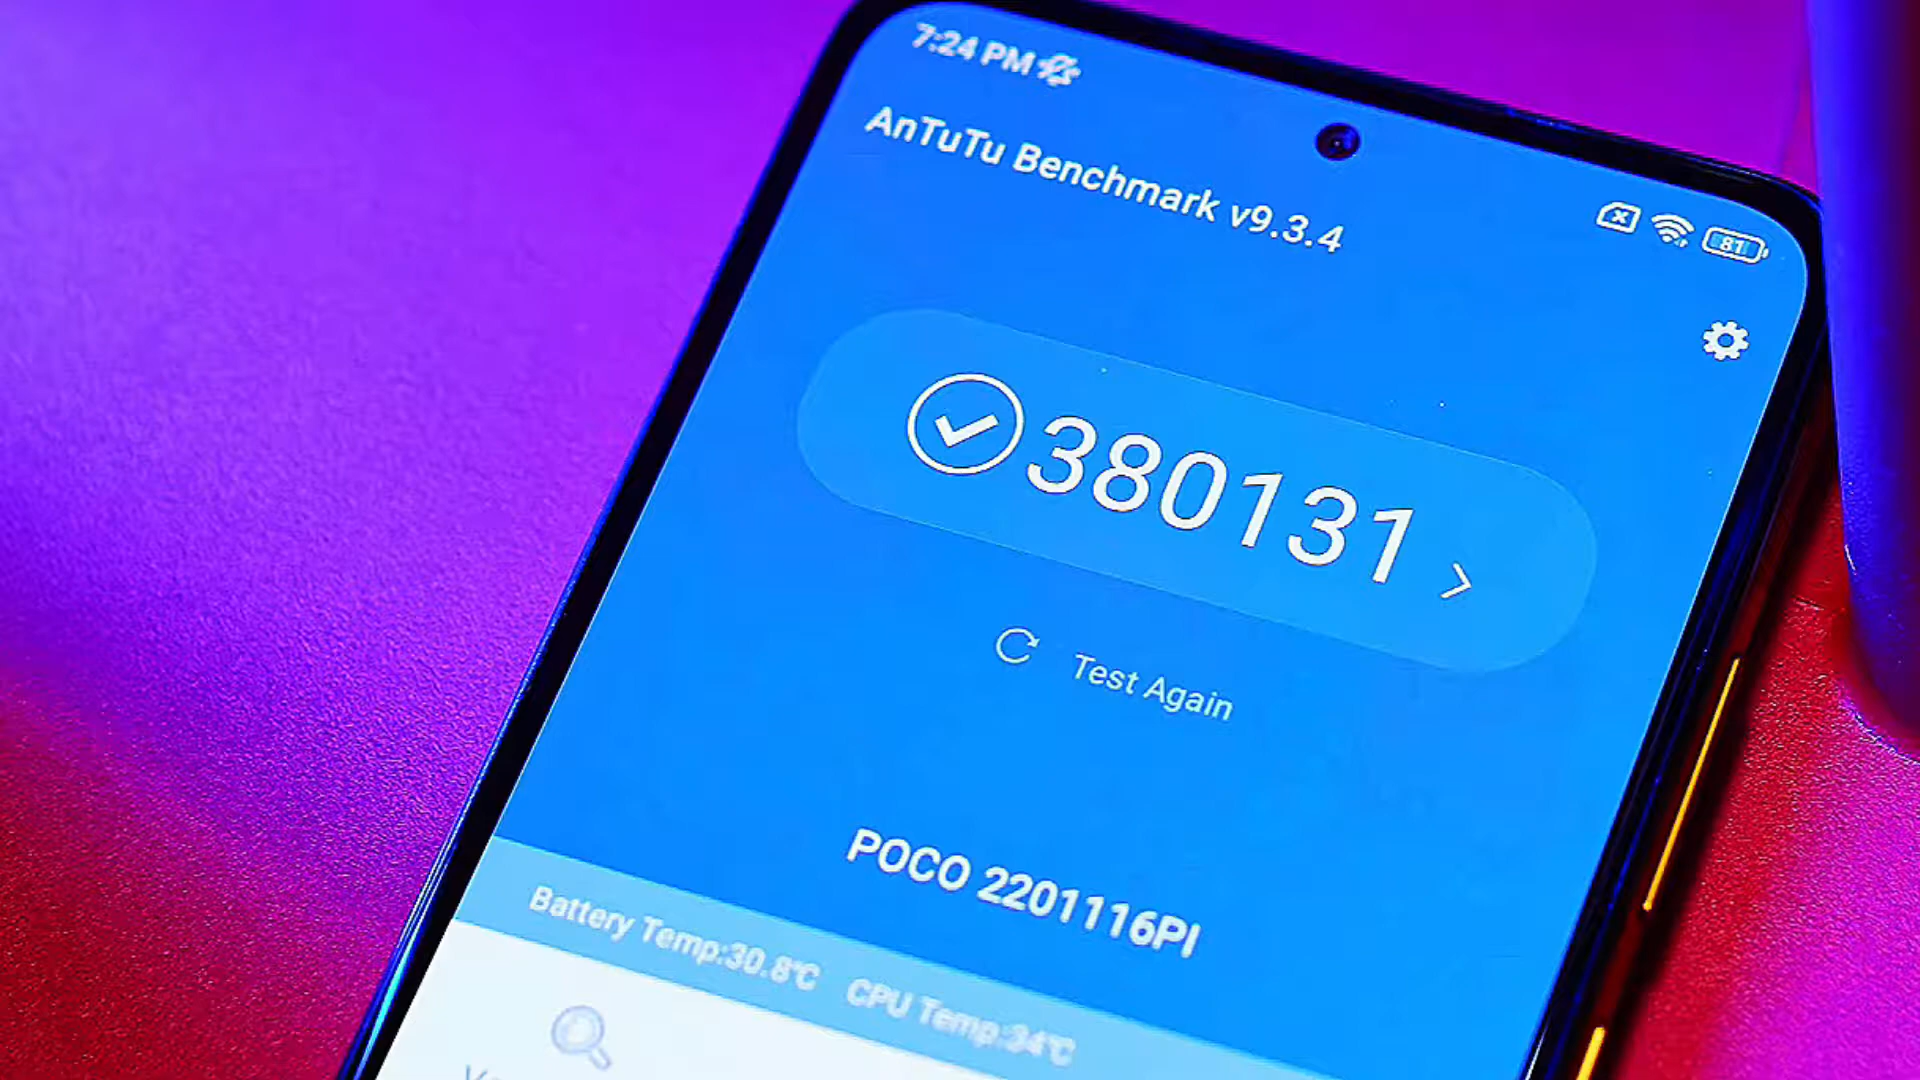 7:24 PM
AnTuTu Benchmark v9.3.4
81
380131
Test Again
POCO 2201116PI
Battery Temp:30.8℃ CPU Temp:34℃